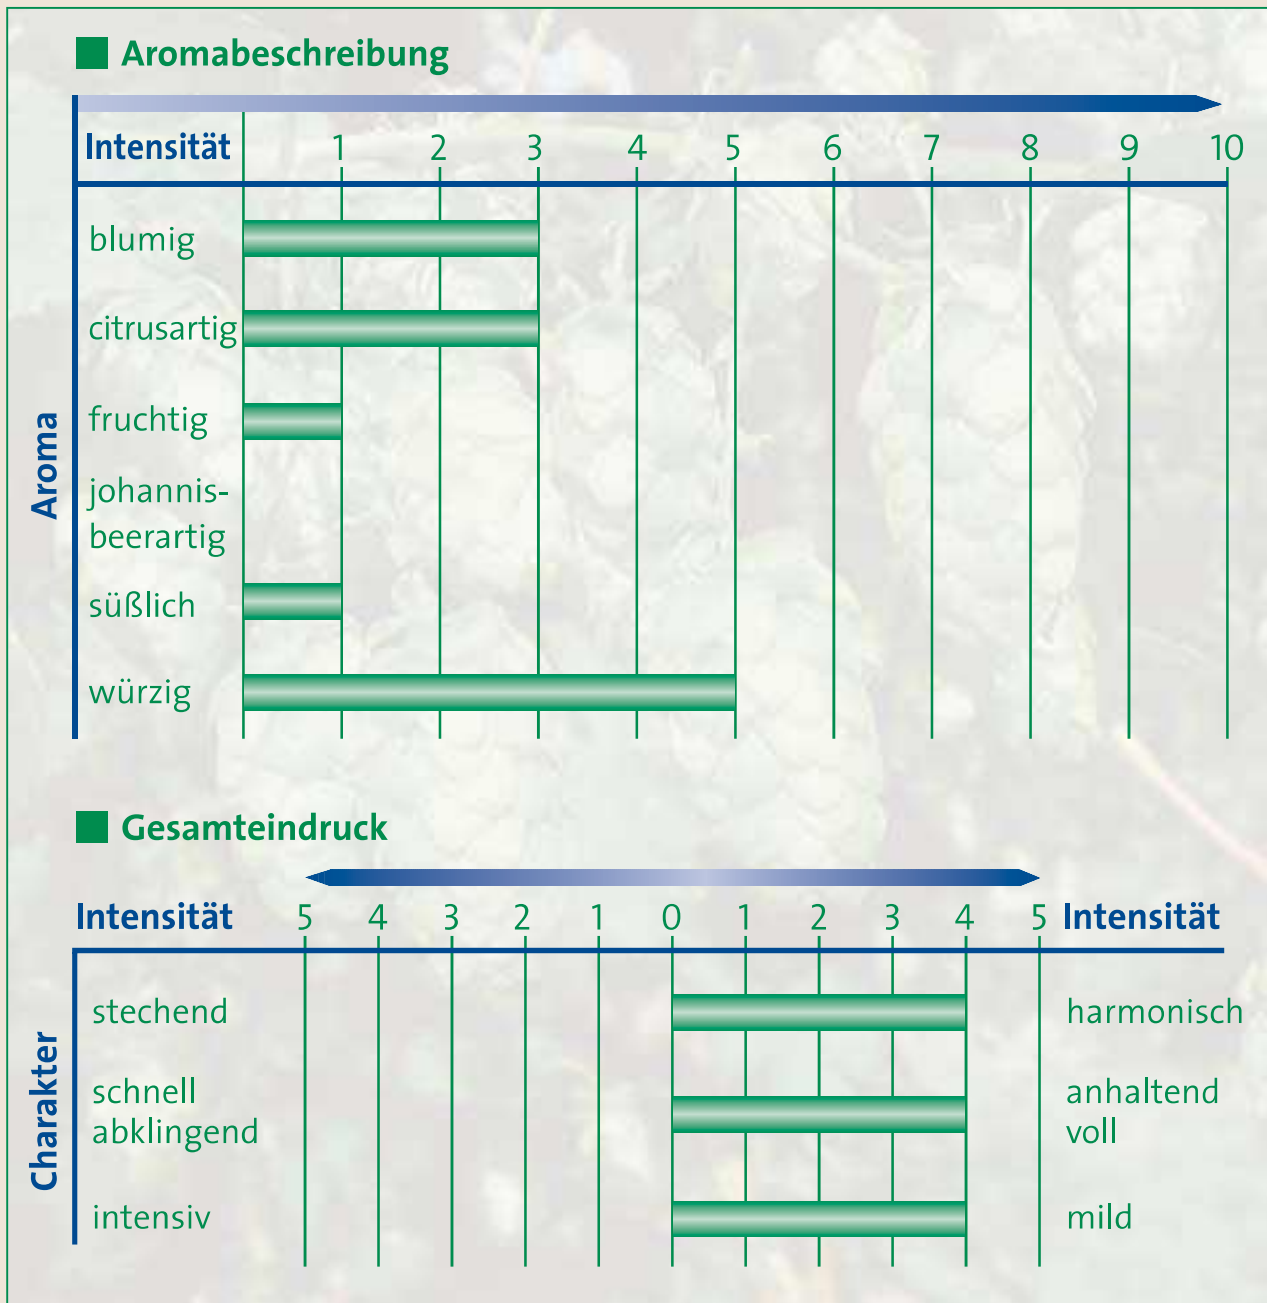 Aromabeschreibung
Intensität 1 2 3 4 5 6 7 8 9 10
Aroma
blumig
citrusartig
fruchtig
johannis-
beerartig
süßlich
würzig
Gesamteindruck
Intensität 5 4 3 2 1 0 1 2 3 4 5 Intensität
Charakter
stechend harmonisch
schnell anhaltend
abklingend voll
intensiv mild